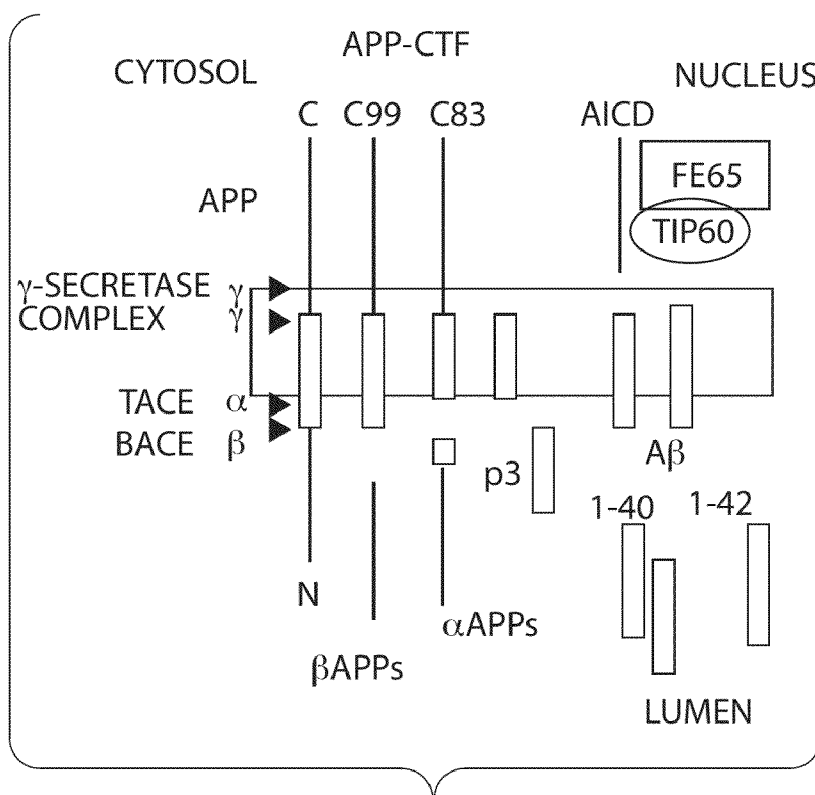 APP-CTF
CYTOSOL
NUCLEUS
C C99 C83 AICD
FE65
APP
TIP60
γ-SECRETASE γ
COMPLEX γ
TACE α
BACE β
Aβ
p3
1-40 1-42
N
αAPPs
βAPPs
LUMEN